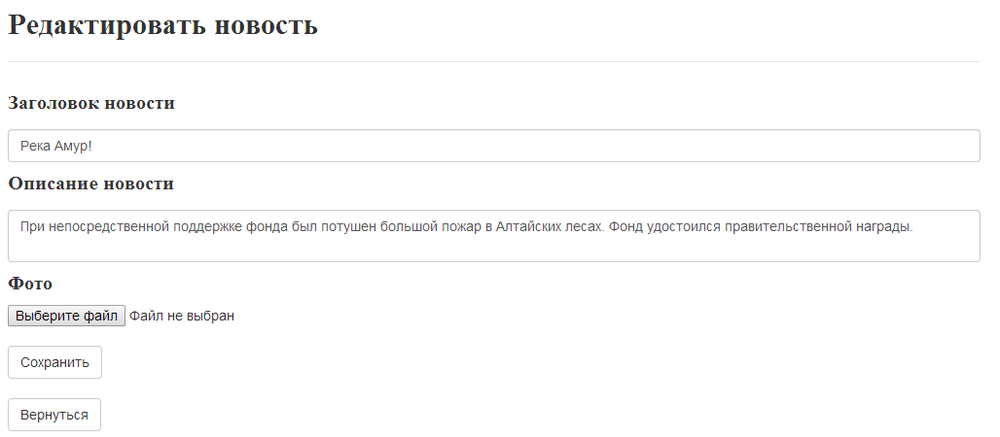 Редактировать новость
Заголовок новости
Река Амур!
Описание новости
При непосредственной поддержке фонда был потушен большой пожар в Алтайских лесах. Фонд удостоился правительственной награды.
Фото
Выберите файл Файл не выбран
Сохранить
Вернуться